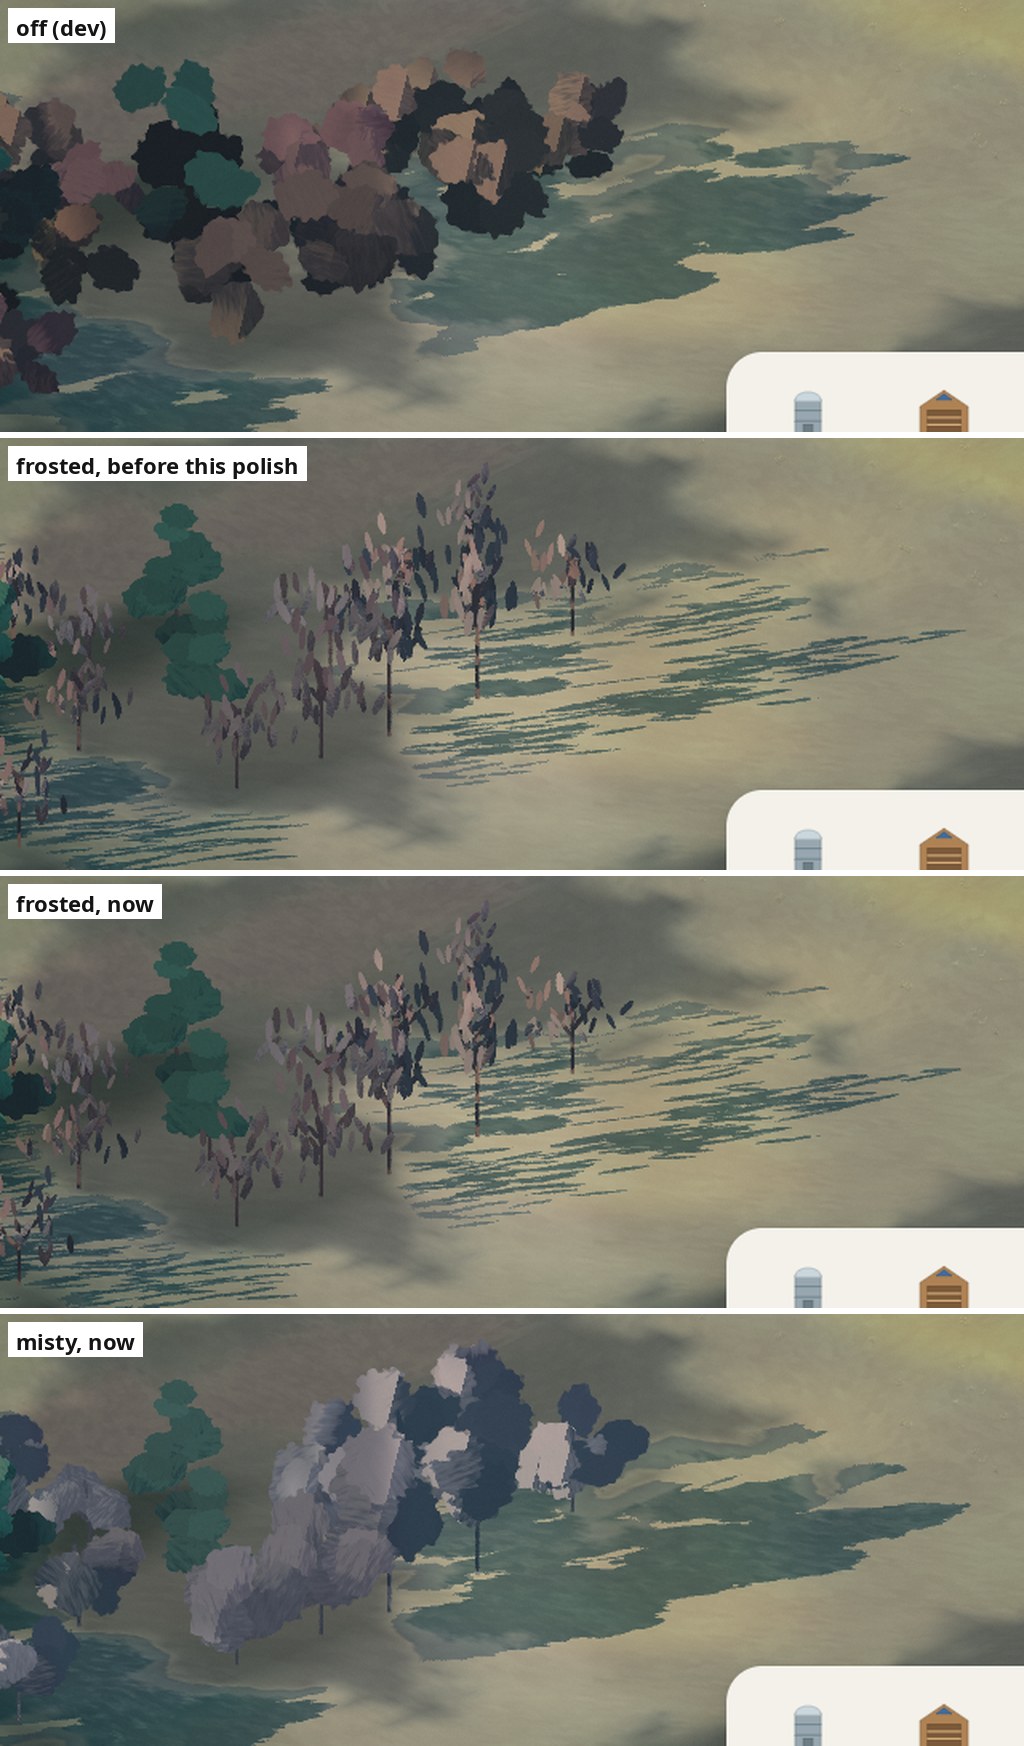 off (dev)
frosted, before this polish
frosted, now
misty, now